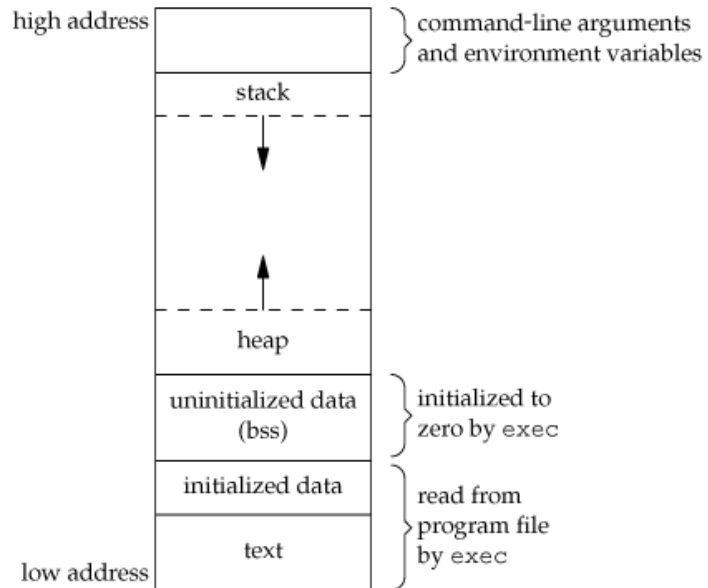 high address
command-line arguments
and environment variables
stack
heap
uninitialized data
(bss)
initialized to
zero by exec
initialized data
read from
program file
by exec
text
low address